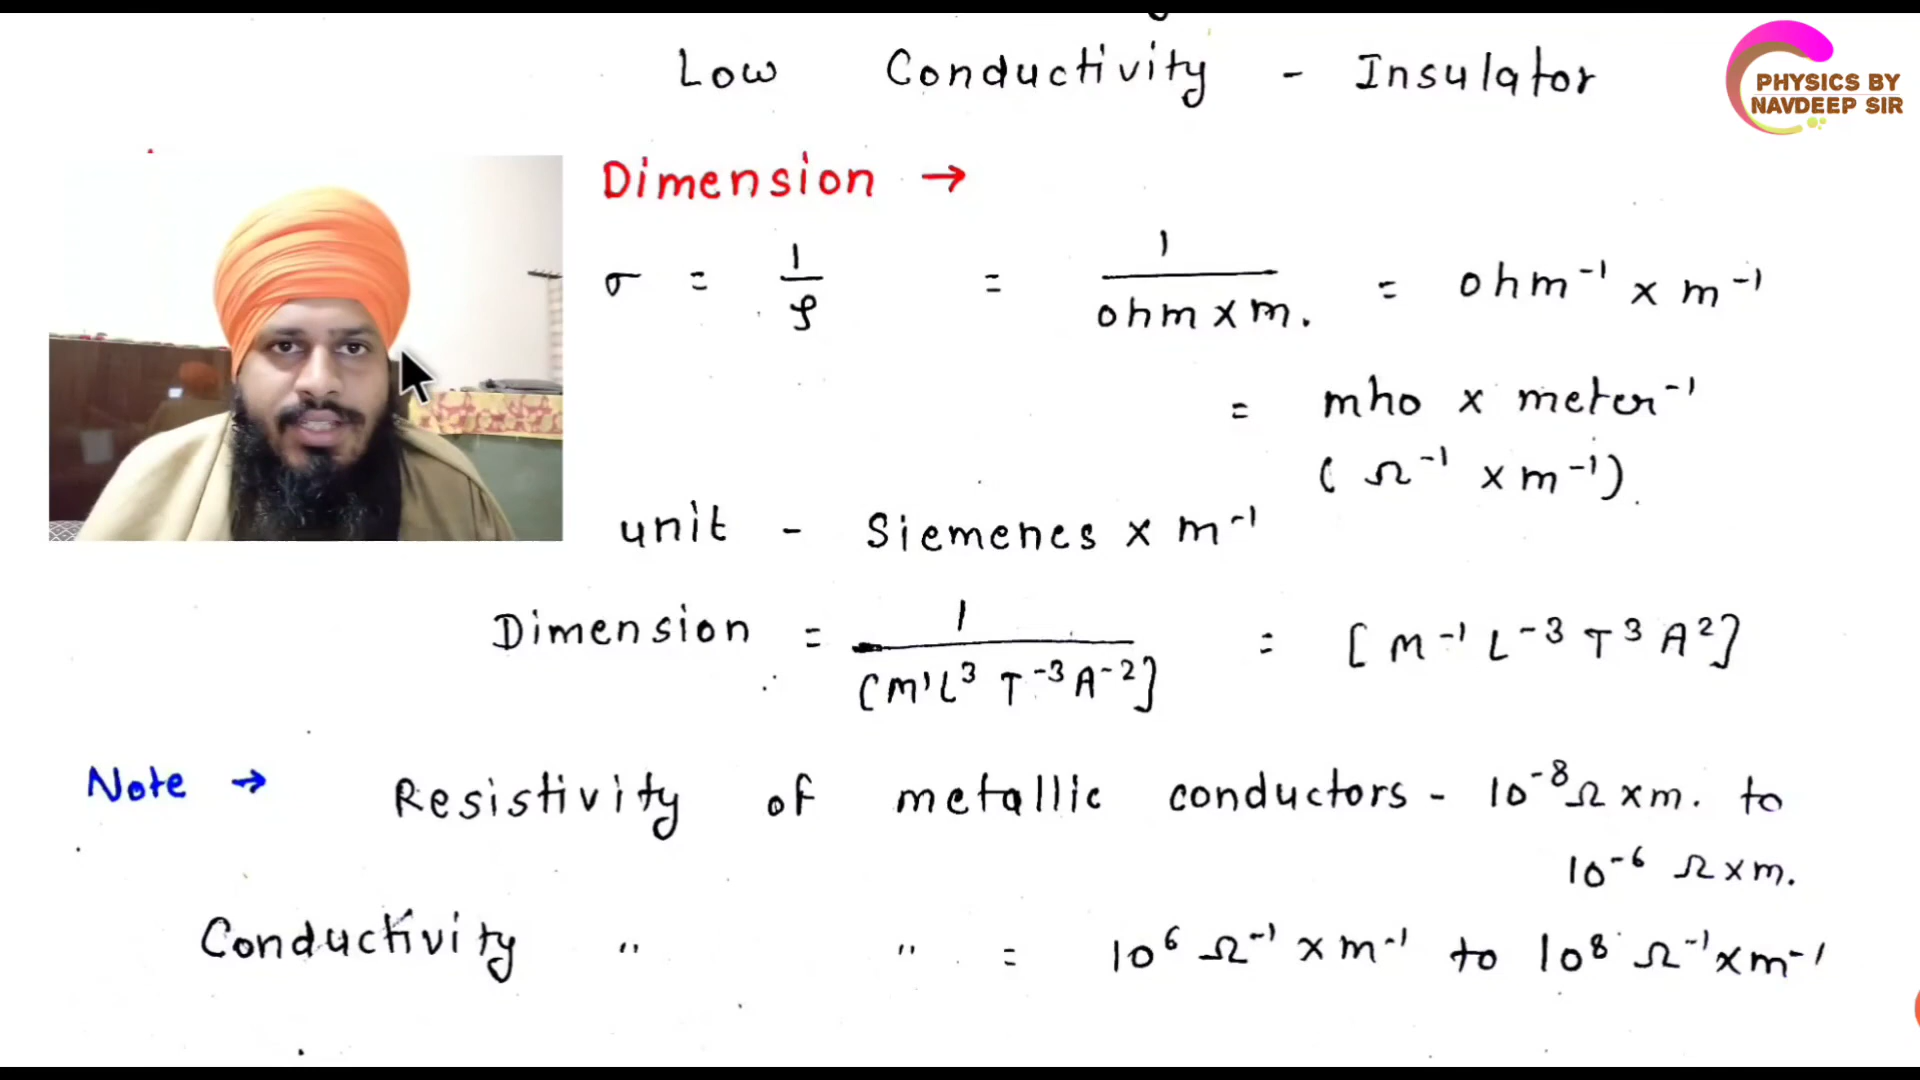 Low Conductivity - Insulator
PHYSICS BY
NAVDEEP SIR
Dimension →
σ = 1/ρ = 1/(ohm x m.) = ohm⁻¹ x m⁻¹
= mho x meter⁻¹
(Ω⁻¹ x m⁻¹).
unit - Siemenes x m⁻¹
Dimension = 1/[M¹L³ T⁻³A⁻²] = [M⁻¹ L⁻³ T³ A²]
Note → Resistivity of metallic conductors - 10⁻⁸ Ω x m. to
10⁻⁶ Ω x m.
Conductivity " " = 10⁶ Ω⁻¹ x m⁻¹ to 10⁸ Ω⁻¹ x m⁻¹